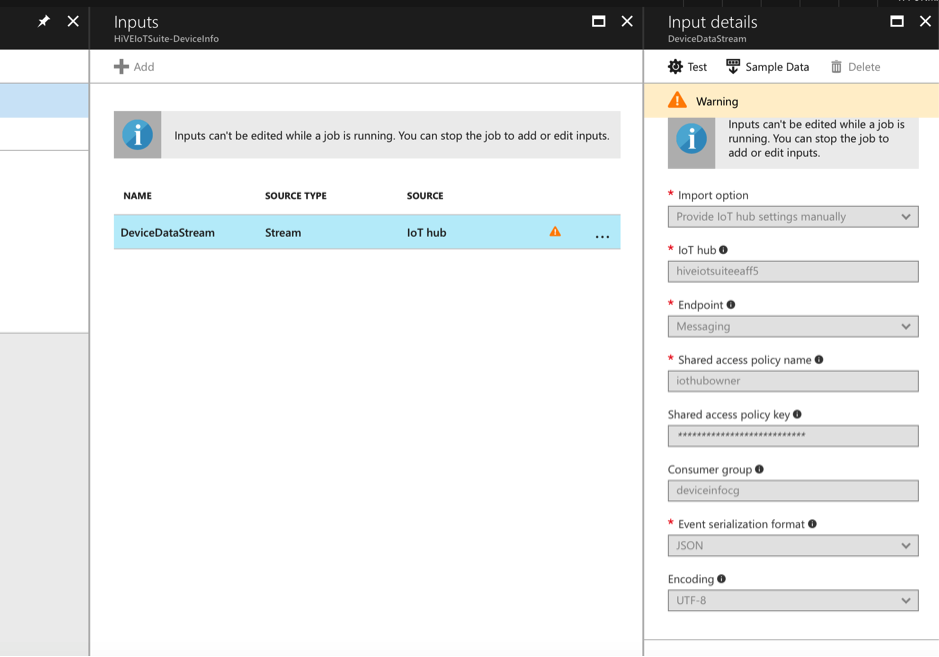 Inputs
HiVEIoTSuite-DeviceInfo
Add
Inputs can't be edited while a job is running. You can stop the job to add or edit inputs.
NAME SOURCE TYPE SOURCE
DeviceDataStream Stream IoT hub ...
Input details
DeviceDataStream
Test Sample Data Delete
Warning
Inputs can't be edited while a job is
running. You can stop the job to
add or edit inputs.
* Import option
Provide IoT hub settings manually
* IoT hub
hiveiotsuiteeaff5
* Endpoint
Messaging
* Shared access policy name
iothubowner
Shared access policy key
***************************
Consumer group
deviceinfocg
* Event serialization format
JSON
Encoding
UTF-8